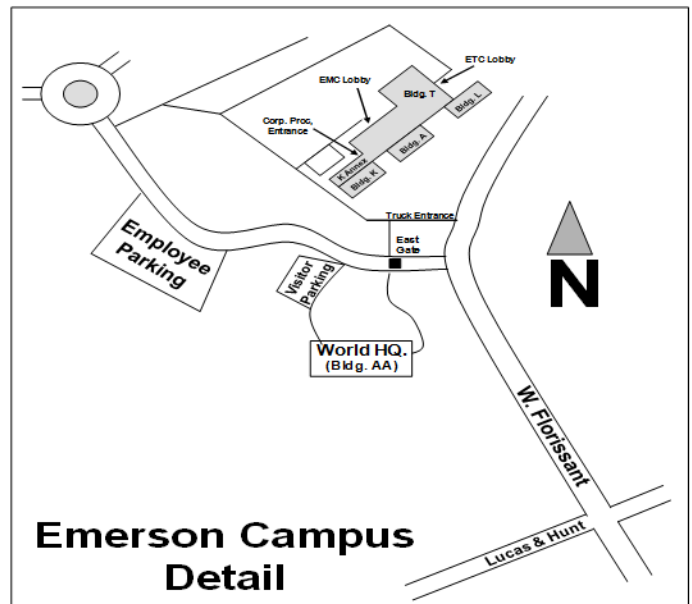 ETC Lobby
EMC Lobby
Bldg. T
Bldg. L
Corp. Proc,
Entrance
Bldg. A
K Annex
Bldg. K
Truck Entrance
East
Gate
Employee
Parking
Visitor
Parking
N
World HQ.
(Bldg. AA)
W. Florissant
Lucas & Hunt
Emerson Campus
Detail